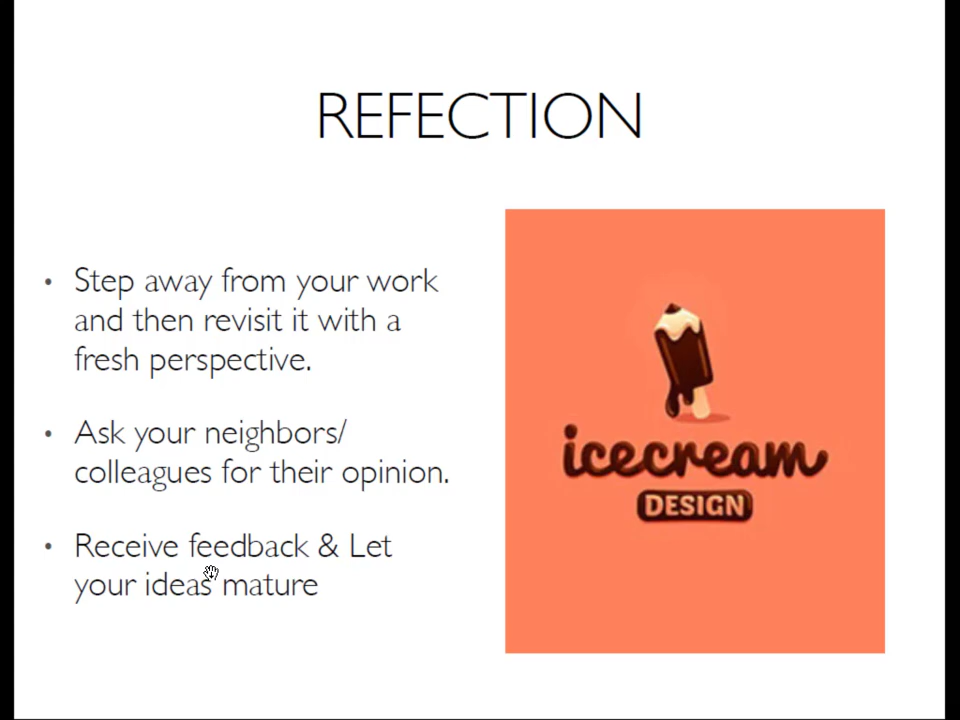 REFECTION
• Step away from your work
and then revisit it with a
fresh perspective.
• Ask your neighbors/
colleagues for their opinion.
• Receive feedback & Let
your ideas mature
icecream
DESIGN